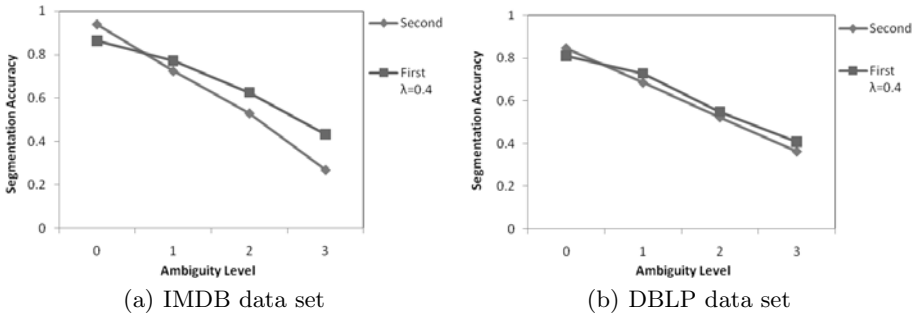 1
0.8
0.6
0.4
0.2
0
Segmentation Accuracy
0 1 2 3
Ambiguity Level
Second
First
λ=0.4
(a) IMDB data set
1
0.8
0.6
0.4
0.2
0
Segmentation Accuracy
0 1 2 3
Ambiguity Level
Second
First
λ=0.4
(b) DBLP data set